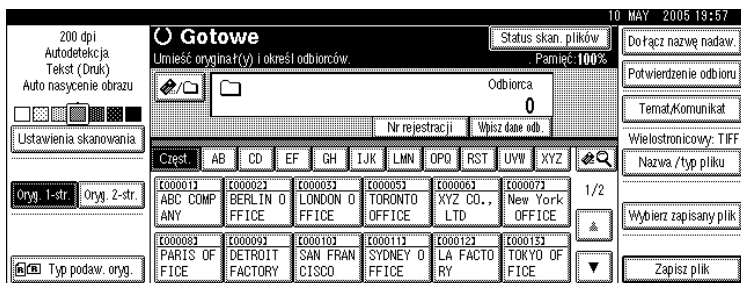 10 MAY 2005 19:57
200 dpi
Autodetekcja
Tekst (Druk)
Auto nasycenie obrazu
Ustawienia skanowania
Oryg. 1-str.
Oryg. 2-str.
Typ podaw. oryg.
Gotowe
Status skan. plików
Umieść oryginał(y) i określ odbiorców.
. Pamięć:100%
Odbiorca
0
Nr rejestracji
Wpisz dane odb.
Częst. AB CD EF GH IJK LMN OPQ RST UVW XYZ
[00001] [00002] [00003] [00005] [00006] [00007]
ABC COMP BERLIN O LONDON O TORONTO XYZ CO., New York
ANY FFICE FFICE OFFICE LTD OFFICE
1/2
[00008] [00009] [00010] [00011] [00012] [00013]
PARIS OF DETROIT SAN FRAN SYDNEY O LA FACTO TOKYO OF
FICE FACTORY CISCO FFICE RY FICE
Dołącz nazwę nadaw.
Potwierdzenie odbioru
Temat/Komunikat
Wielostronicowy: TIFF
Nazwa /typ pliku
Wybierz zapisany plik
Zapisz plik